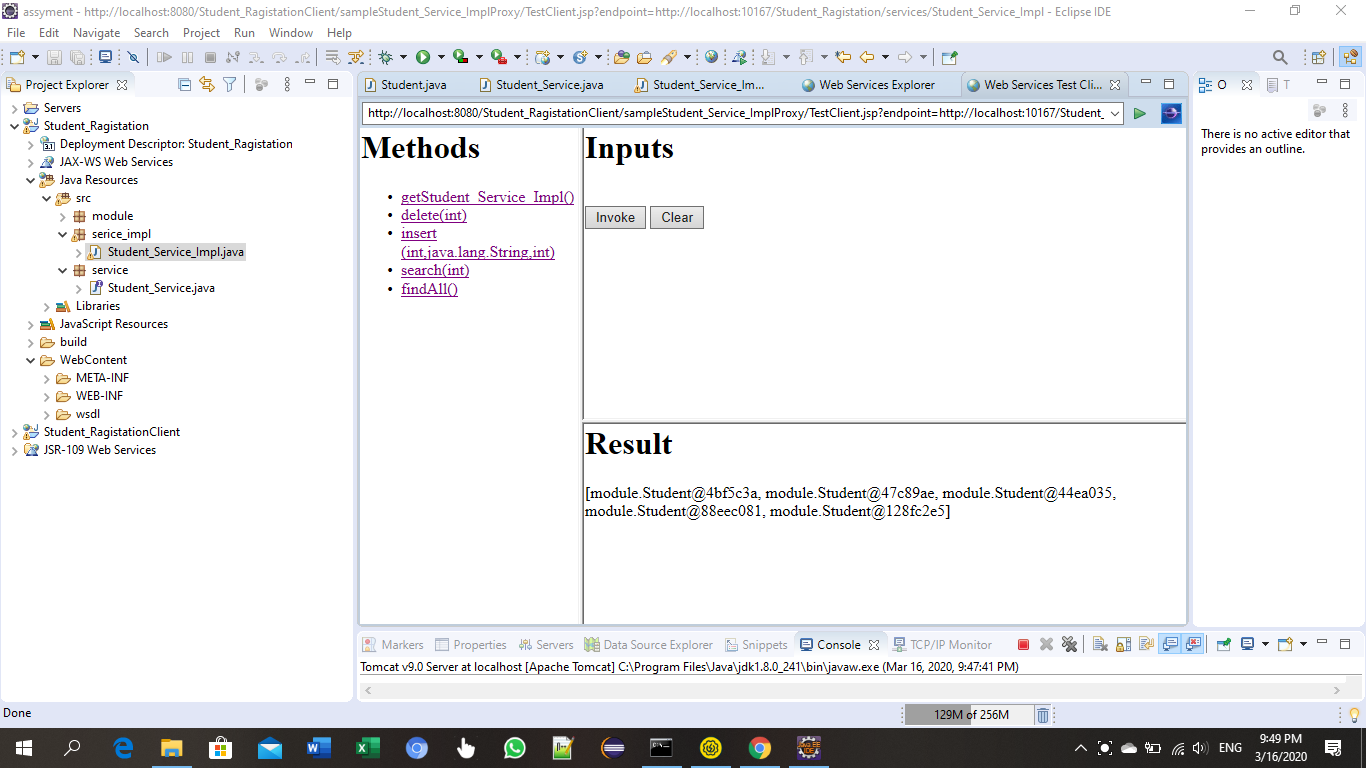 assyment - http://localhost:8080/Student_RagistationClient/sampleStudent_Service_ImplProxy/TestClient.jsp?endpoint=http://localhost:10167/Student_Ragistation/services/Student_Service_Impl - Eclipse IDE
File Edit Navigate Search Project Run Window Help
Project Explorer
Servers
Student_Ragistation
Deployment Descriptor: Student_Ragistation
JAX-WS Web Services
Java Resources
src
module
serice_impl
Student_Service_Impl.java
service
Student_Service.java
Libraries
JavaScript Resources
build
WebContent
META-INF
WEB-INF
wsdl
Student_RagistationClient
JSR-109 Web Services
Student.java Student_Service.java Student_Service_Im... Web Services Explorer Web Services Test Cli...
http://localhost:8080/Student_RagistationClient/sampleStudent_Service_ImplProxy/TestClient.jsp?endpoint=http://localhost:10167/Student_
Methods
getStudent_Service_Impl()
delete(int)
insert
(int,java.lang.String,int)
search(int)
findAll()
Inputs
Invoke Clear
Result
[module.Student@4bf5c3a, module.Student@47c89ae, module.Student@44ea035,
module.Student@88eec081, module.Student@128fc2e5]
O T
There is no active editor that
provides an outline.
Markers Properties Servers Data Source Explorer Snippets Console TCP/IP Monitor
Tomcat v9.0 Server at localhost [Apache Tomcat] C:\Program Files\Java\jdk1.8.0_241\bin\javaw.exe (Mar 16, 2020, 9:47:41 PM)
Done
129M of 256M
ENG
9:49 PM
3/16/2020